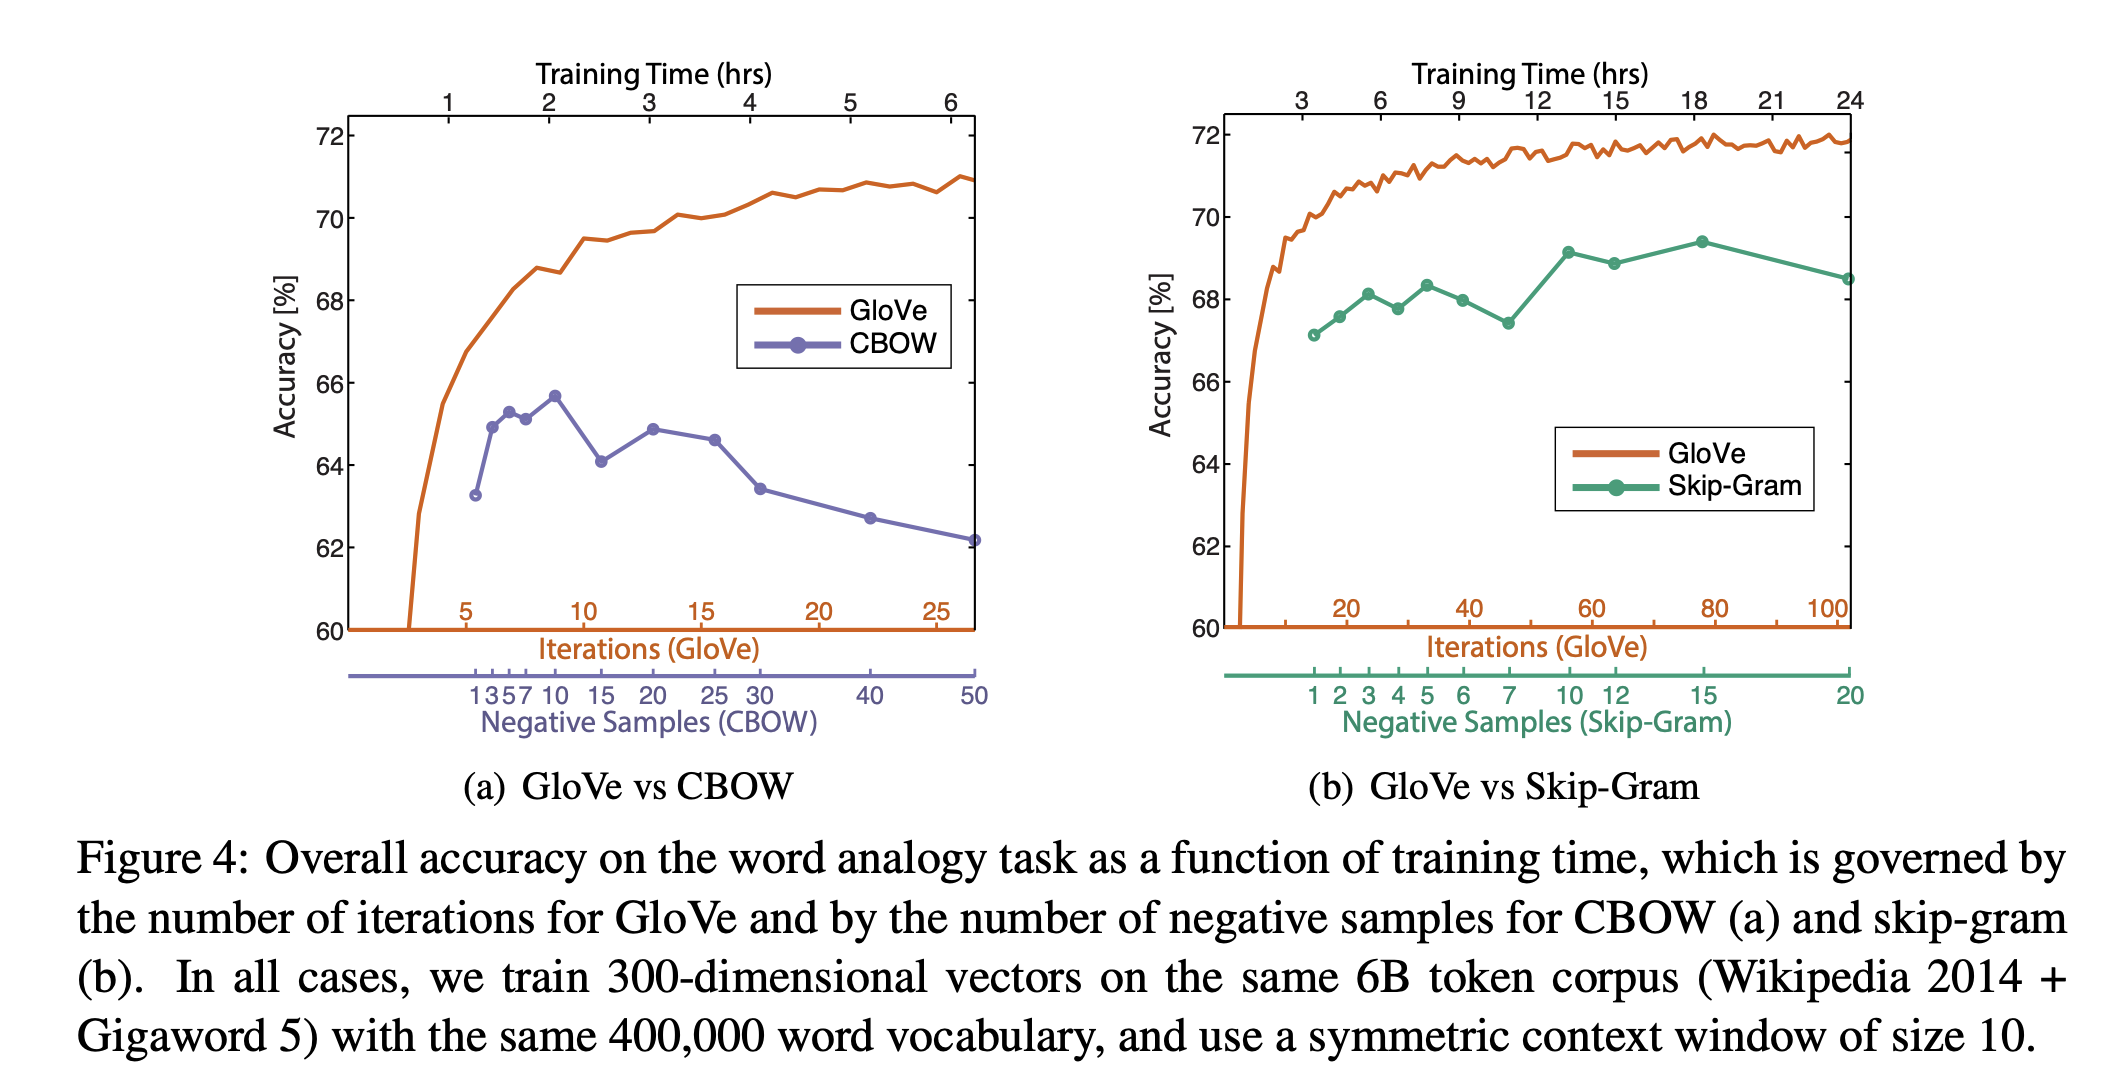 Training Time (hrs)
1 2 3 4 5 6
72
70
68
66
64
62
60
Accuracy [%]
GloVe
CBOW
5 10 15 20 25
Iterations (GloVe)
1 3 5 7 10 15 20 25 30 40 50
Negative Samples (CBOW)
(a) GloVe vs CBOW
Training Time (hrs)
3 6 9 12 15 18 21 24
72
70
68
66
64
62
60
Accuracy [%]
GloVe
Skip-Gram
20 40 60 80 100
Iterations (GloVe)
1 2 3 4 5 6 7 10 12 15 20
Negative Samples (Skip-Gram)
(b) GloVe vs Skip-Gram
Figure 4: Overall accuracy on the word analogy task as a function of training time, which is governed by
the number of iterations for GloVe and by the number of negative samples for CBOW (a) and skip-gram
(b). In all cases, we train 300-dimensional vectors on the same 6B token corpus (Wikipedia 2014 +
Gigaword 5) with the same 400,000 word vocabulary, and use a symmetric context window of size 10.